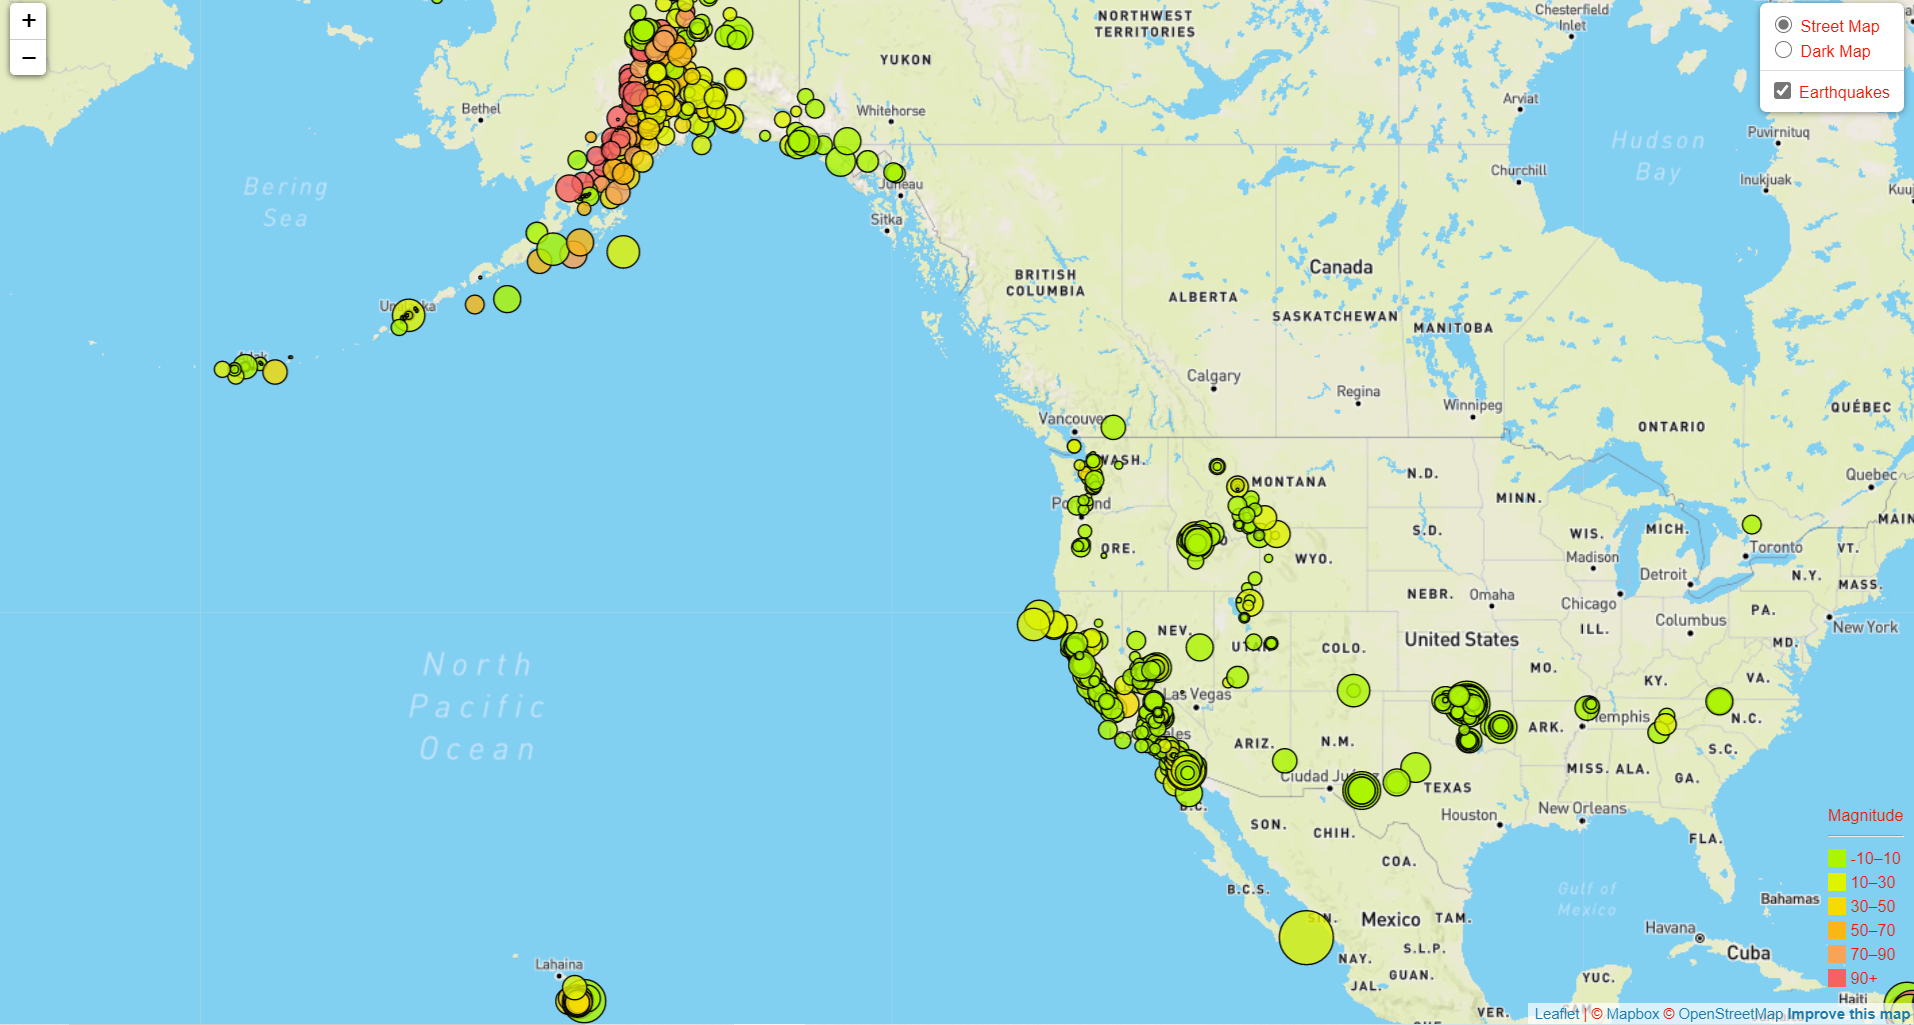 +
−
Street Map
Dark Map
Earthquakes
Chesterfield
Inlet
NORTHWEST
TERRITORIES
YUKON
Bethel
Whitehorse
Arviat
Hudson
Bay
Puvirnituq
Bering
Sea
Churchill
Inukjuak
Juneau
Sitka
BRITISH
COLUMBIA
Canada
ALBERTA
SASKATCHEWAN
MANITOBA
Calgary
Regina
Winnipeg
Vancouver
ONTARIO
QUÉBEC
WASH.
MONTANA
N.D.
MINN.
Quebec
MAIN
ORE.
WYO.
S.D.
WIS.
MICH.
Madison
Toronto
VT.
Detroit
N.Y.
MASS.
NEBR.
Omaha
Chicago
PA.
Columbus
New York
NEV.
COLO.
United States
ILL.
MD.
North
Pacific
Ocean
MO.
KY.
VA.
Las Vegas
ARK.
N.C.
ARIZ.
N.M.
S.C.
MISS.
ALA.
GA.
TEXAS
Houston
New Orleans
SON.
CHIH.
FLA.
COA.
B.C.S.
Gulf of
Mexico
Bahamas
Mexico
TAM.
Havana
Cuba
S.L.P.
NAY.
GUAN.
JAL.
YUC.
Haiti
VER.
Lahaina
Magnitude
-10–10
10–30
30–50
50–70
70–90
90+
Leaflet | © Mapbox © OpenStreetMap Improve this map